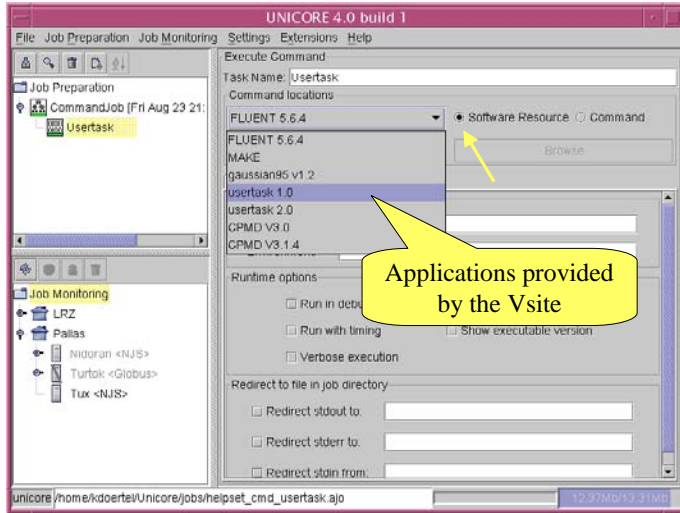 UNICORE 4.0 build 1
File Job Preparation Job Monitoring Settings Extensions Help
Execute Command
Task Name: Usertask
Job Preparation
CommandJob [Fri Aug 23 21:
Usertask
Command locations
FLUENT 5.6.4
Software Resource
Command
Browse
FLUENT 5.6.4
MAKE
gaussian95 v1.2
usertask 1.0
usertask 2.0
CPMD V3.0
CPMD V3.1.4
Applications provided
by the Vsite
Job Monitoring
LRZ
Pallas
Nidoran <NJS>
Turtok <Globus>
Tux <NJS>
Runtime options
Run in debu
Run with timing
Show executable version
Verbose execution
Redirect to file in job directory
Redirect stdout to:
Redirect stderr to:
Redirect stdin from:
unicore /home/kdoertel/Unicore/jobs/helpset_cmd_usertask.ajo
12.37Mb/13.31Mb